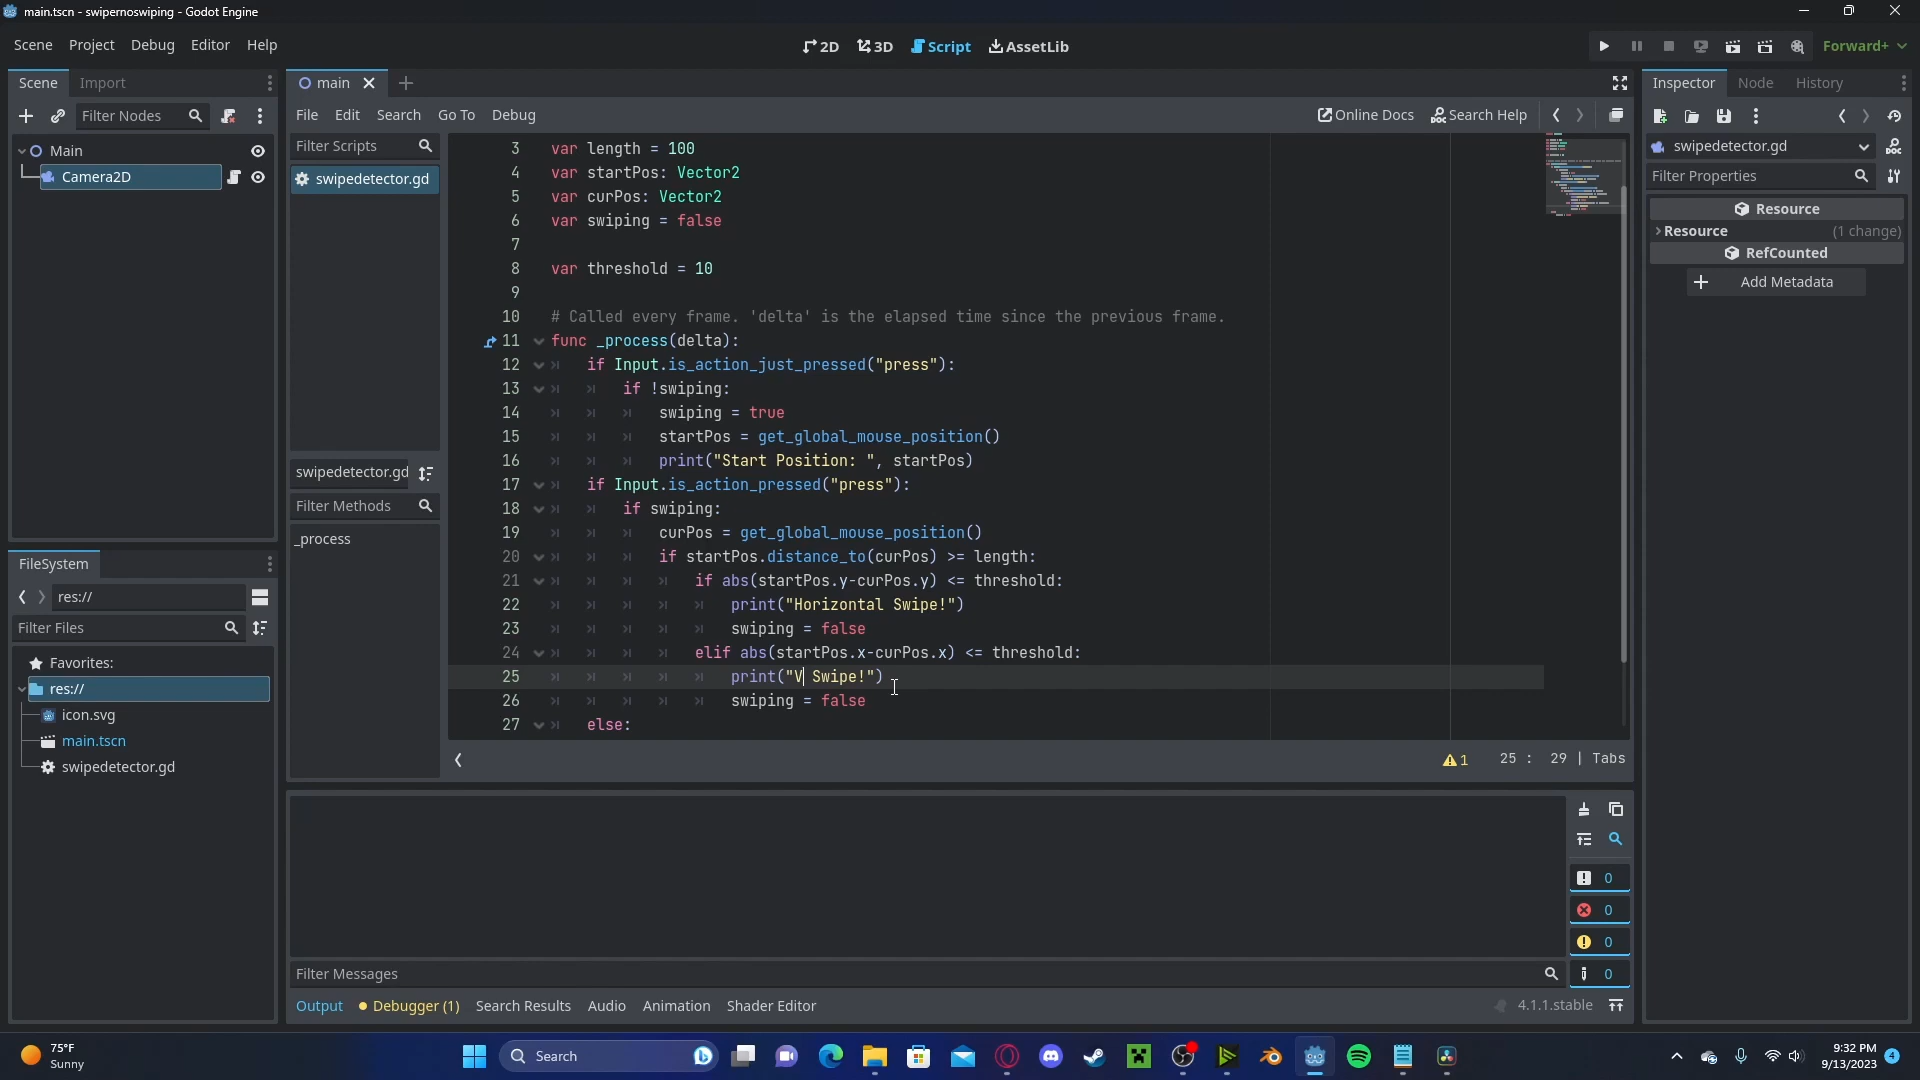 main.tscn - swipernoswiping - Godot Engine
Scene Project Debug Editor Help
2D 3D Script AssetLib
Forward+
Scene Import
main
Inspector Node History
Filter Nodes
File Edit Search Go To Debug
Online Docs Search Help
Main
Camera2D
Filter Scripts
swipedetector.gd
swipedetector.gd
Filter Methods
_process
3 var length = 100
4 var startPos: Vector2
5 var curPos: Vector2
6 var swiping = false
7
8 var threshold = 10
9
10 # Called every frame. 'delta' is the elapsed time since the previous frame.
11 func _process(delta):
12 if Input.is_action_just_pressed("press"):
13 if !swiping:
14 swiping = true
15 startPos = get_global_mouse_position()
16 print("Start Position: ", startPos)
17 if Input.is_action_pressed("press"):
18 if swiping:
19 curPos = get_global_mouse_position()
20 if startPos.distance_to(curPos) >= length:
21 if abs(startPos.y-curPos.y) <= threshold:
22 print("Horizontal Swipe!")
23 swiping = false
24 elif abs(startPos.x-curPos.x) <= threshold:
25 print("V Swipe!")
26 swiping = false
27 else:
1 25 : 29 | Tabs
swipedetector.gd
Filter Properties
Resource
Resource (1 change)
RefCounted
Add Metadata
FileSystem
res://
Filter Files
Favorites:
res://
icon.svg
main.tscn
swipedetector.gd
0
0
0
0
Filter Messages
Output Debugger (1) Search Results Audio Animation Shader Editor
4.1.1.stable
75°F
Sunny
Search
9:32 PM
9/13/2023
4